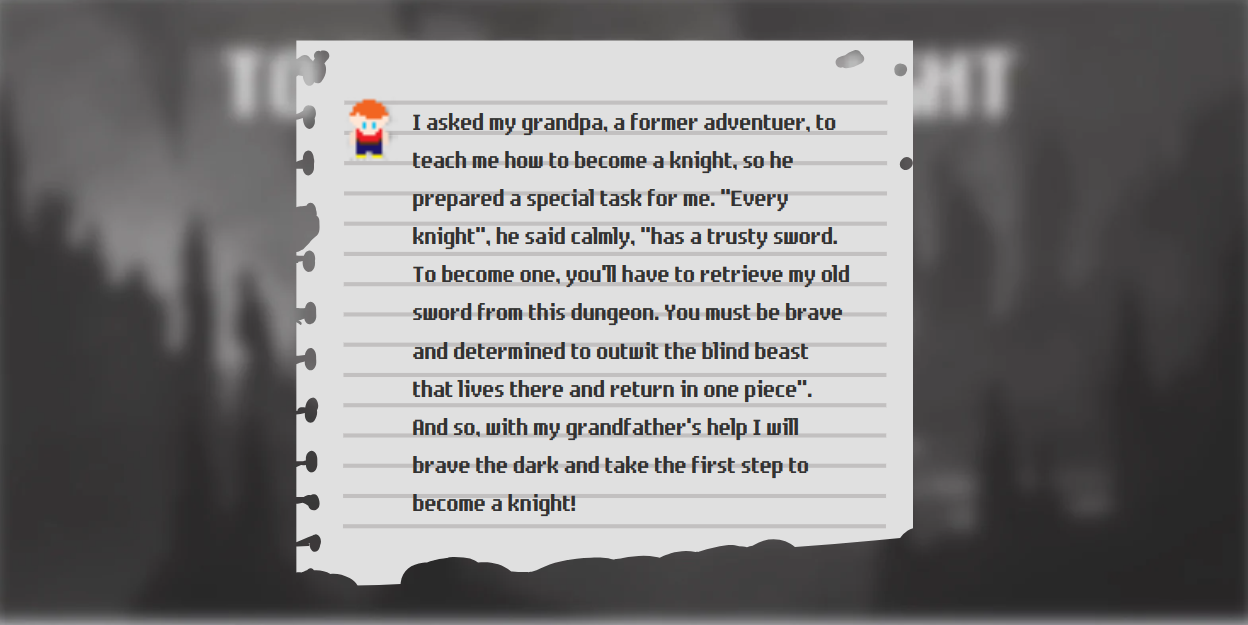 I asked my grandpa, a former adventuer, to
teach me how to become a knight, so he
prepared a special task for me. "Every
knight", he said calmly, "has a trusty sword.
To become one, you'll have to retrieve my old
sword from this dungeon. You must be brave
and determined to outwit the blind beast
that lives there and return in one piece".
And so, with my grandfather's help I will
brave the dark and take the first step to
become a knight!